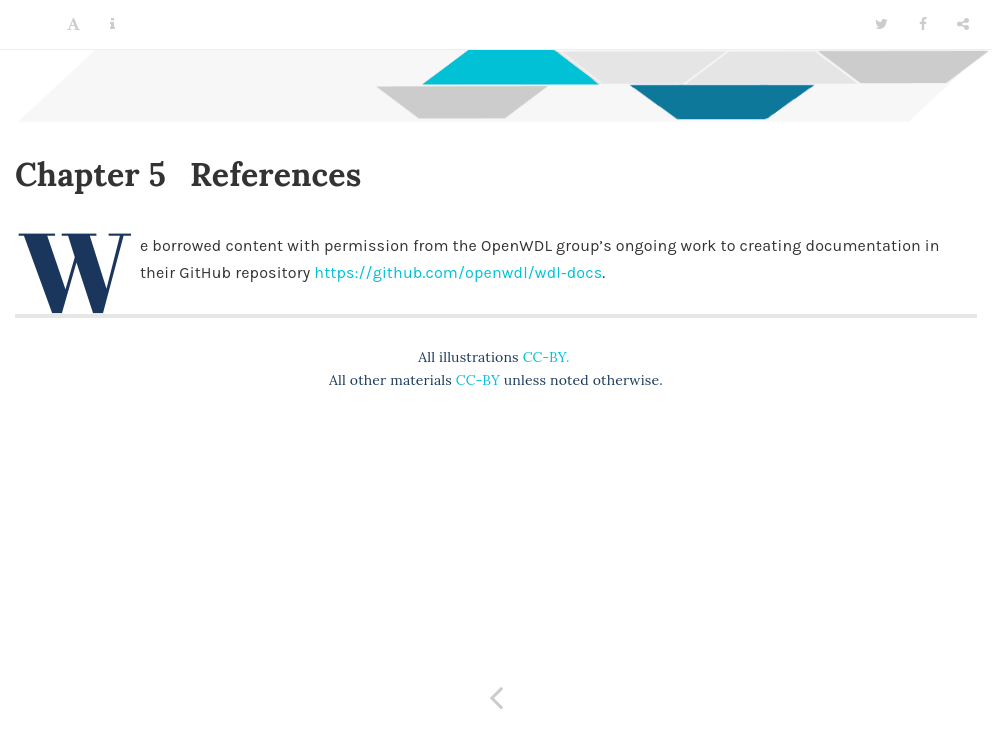 Chapter 5 References
We borrowed content with permission from the OpenWDL group’s ongoing work to creating documentation in
their GitHub repository https://github.com/openwdl/wdl-docs.
All illustrations CC-BY.
All other materials CC-BY unless noted otherwise.